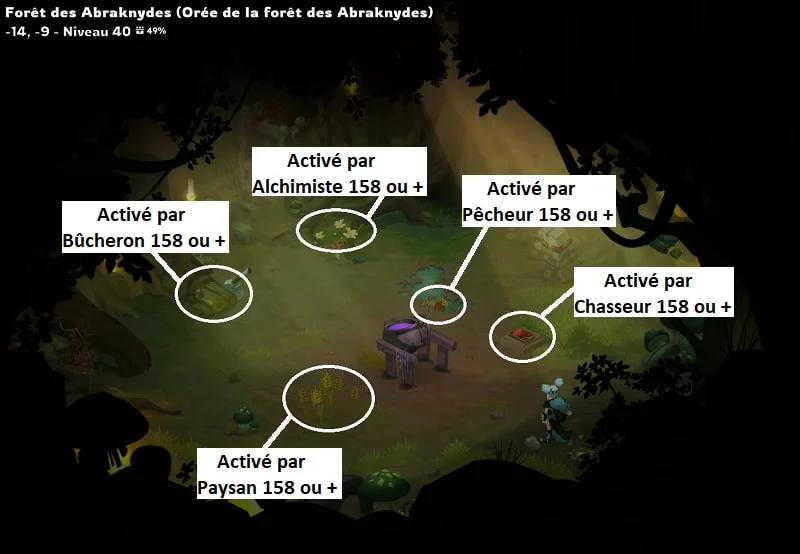 Forêt des Abraknydes (Orée de la forêt des Abraknydes)
-14, -9 - Niveau 40 49%
Activé par
Alchimiste 158 ou +
Activé par
Pêcheur 158 ou +
Activé par
Bûcheron 158 ou +
Activé par
Chasseur 158 ou +
Activé par
Paysan 158 ou +